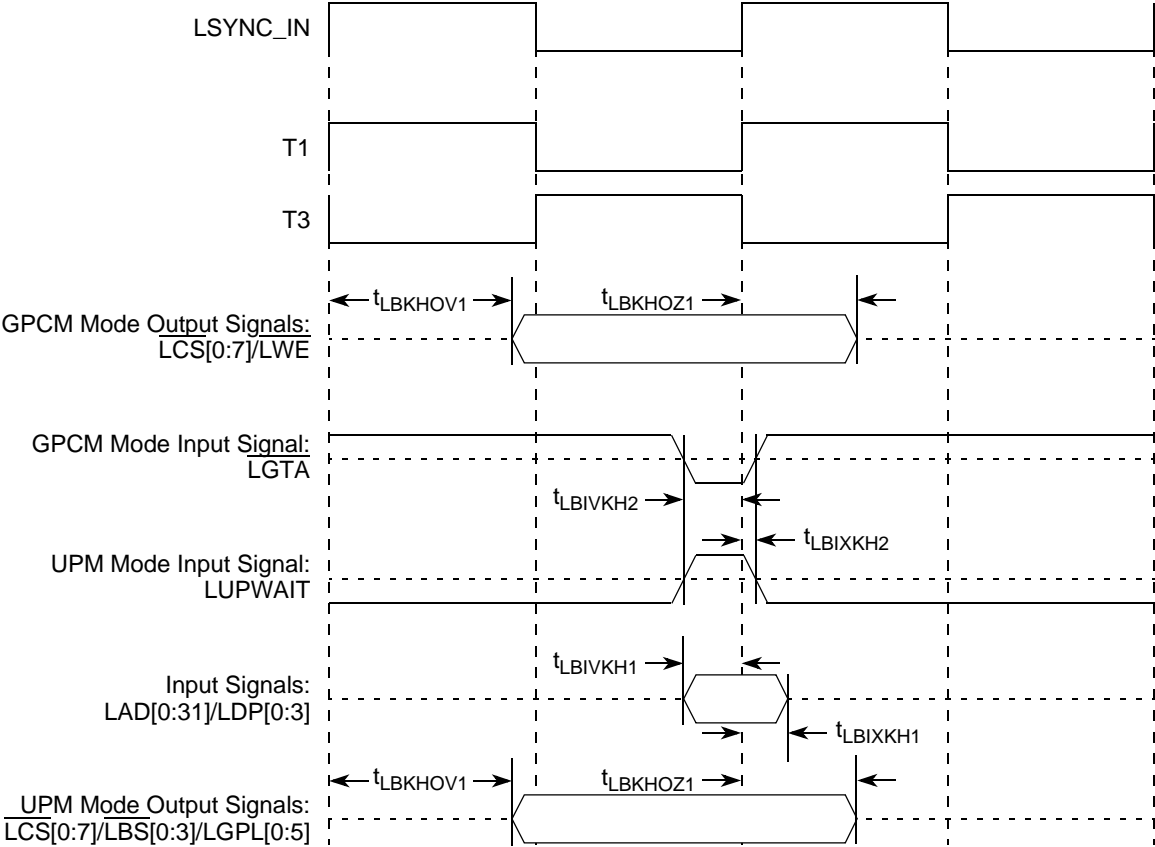 LSYNC_IN
T1
T3
tLBKHOV1
tLBKHOZ1
GPCM Mode Output Signals:
LCS[0:7]/LWE
GPCM Mode Input Signal:
LGTA
tLBIVKH2
tLBIXKH2
UPM Mode Input Signal:
LUPWAIT
tLBIVKH1
Input Signals:
LAD[0:31]/LDP[0:3]
tLBIXKH1
tLBKHOV1
tLBKHOZ1
UPM Mode Output Signals:
LCS[0:7]/LBS[0:3]/LGPL[0:5]